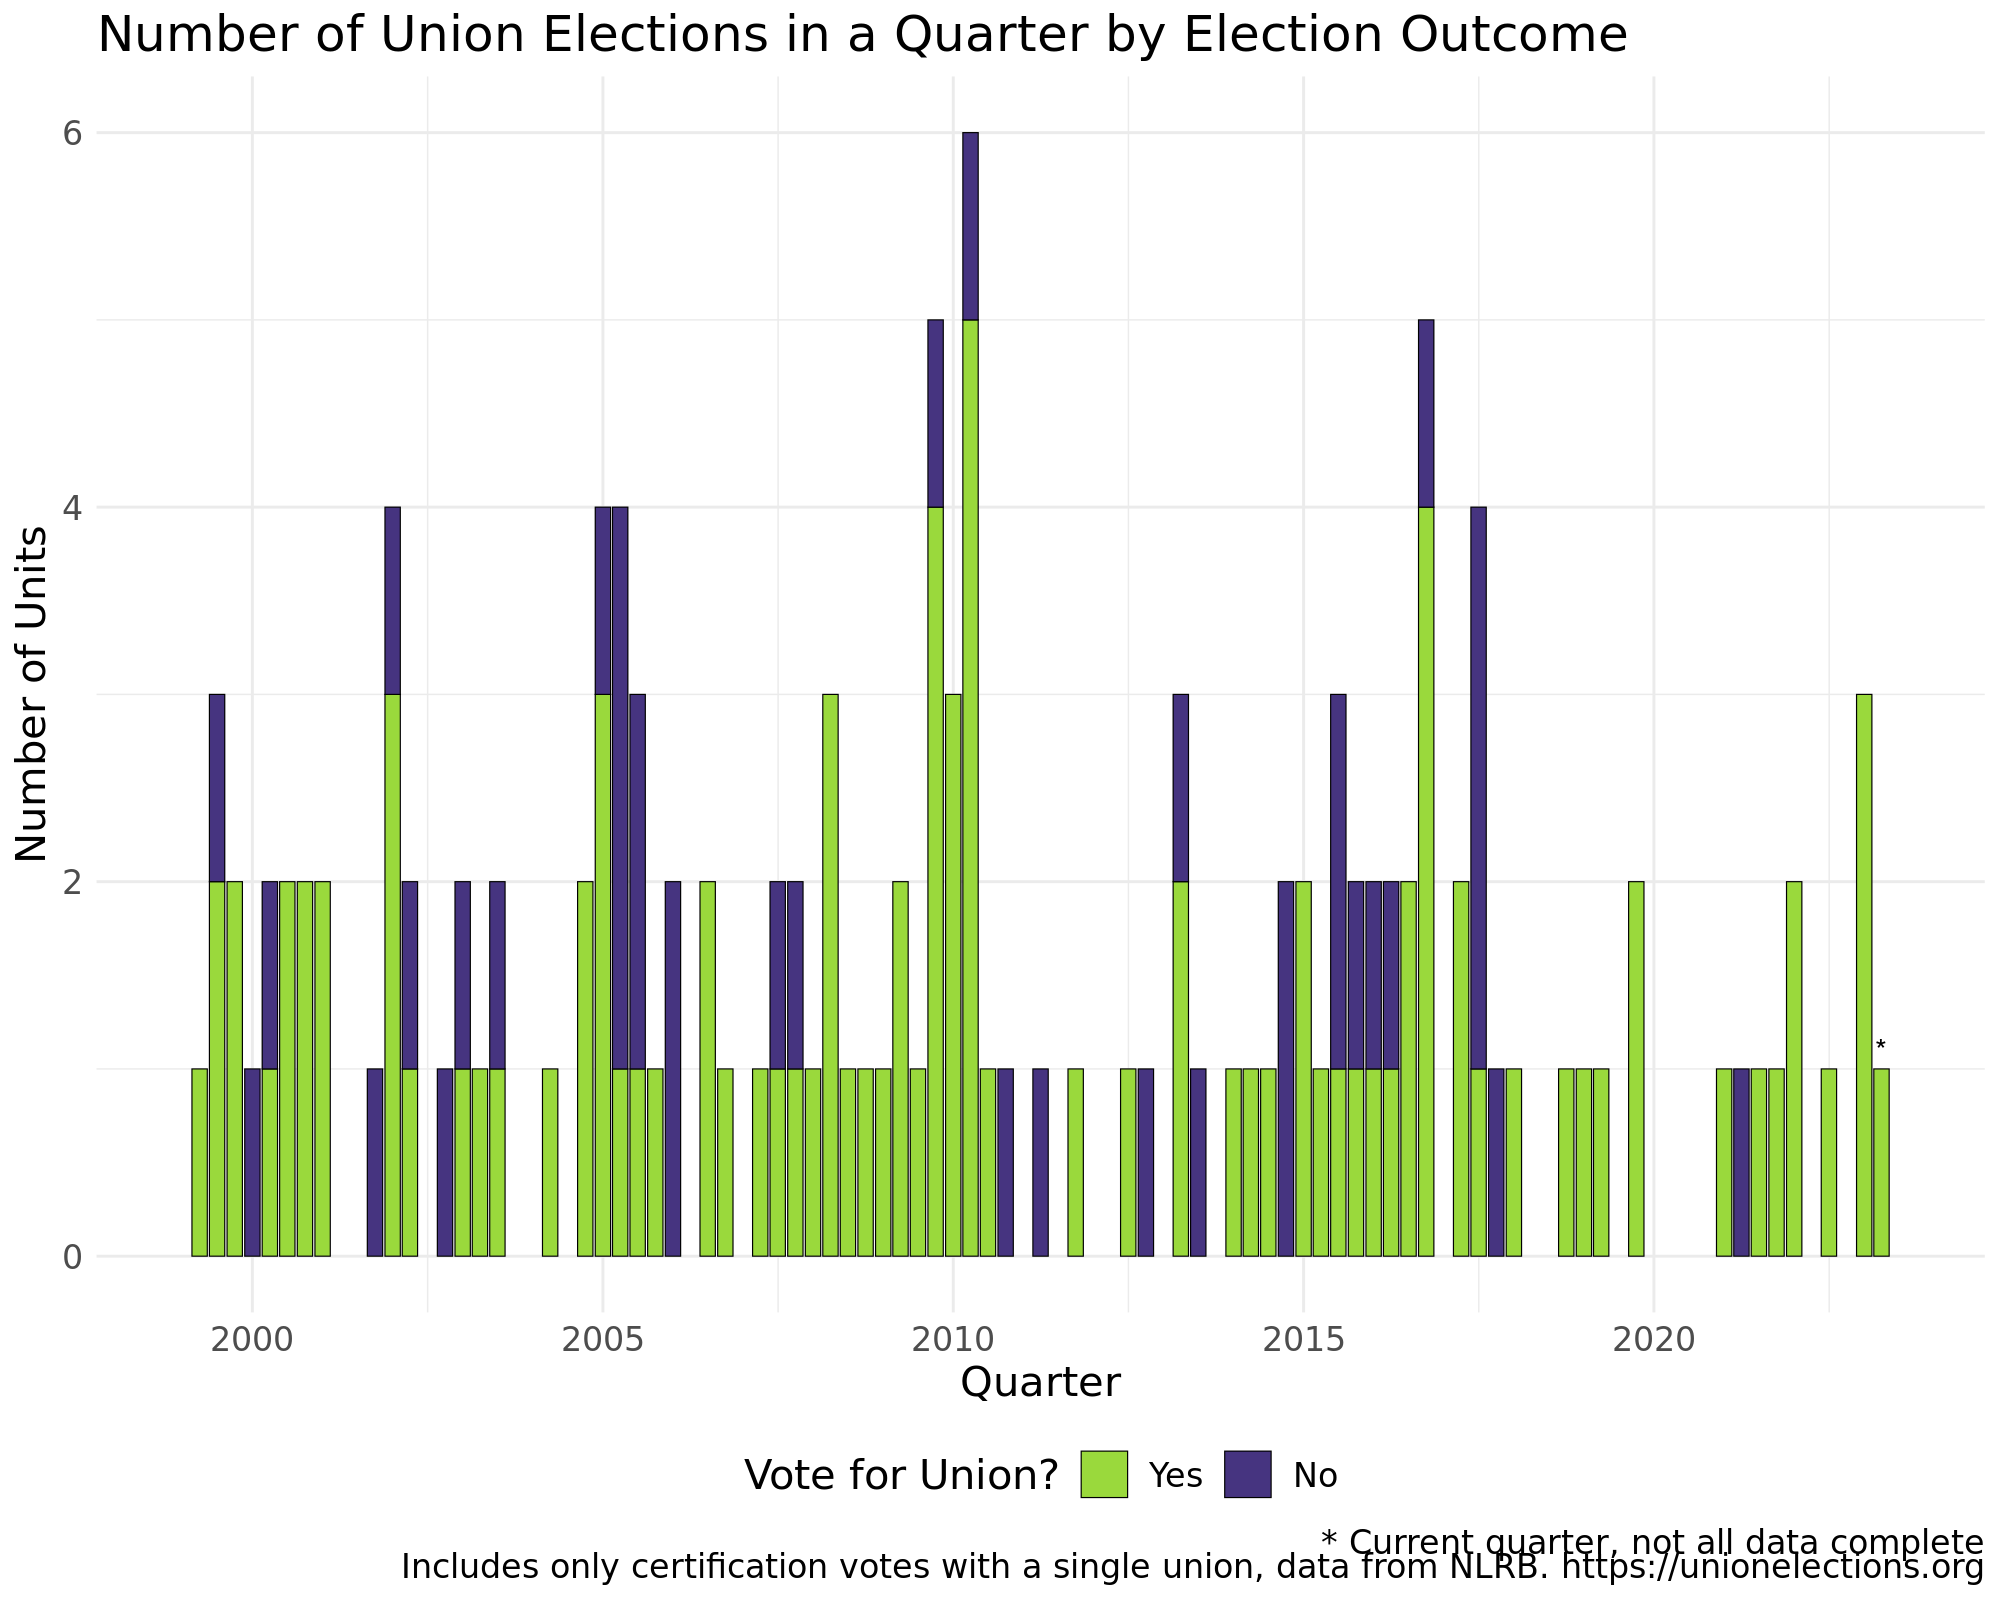 Number of Union Elections in a Quarter by Election Outcome
6
4
2
0
Number of Units
2000
2005
2010
2015
2020
*
Quarter
Vote for Union?
Yes
No
* Current quarter, not all data complete
Includes only certification votes with a single union, data from NLRB. https://unionelections.org